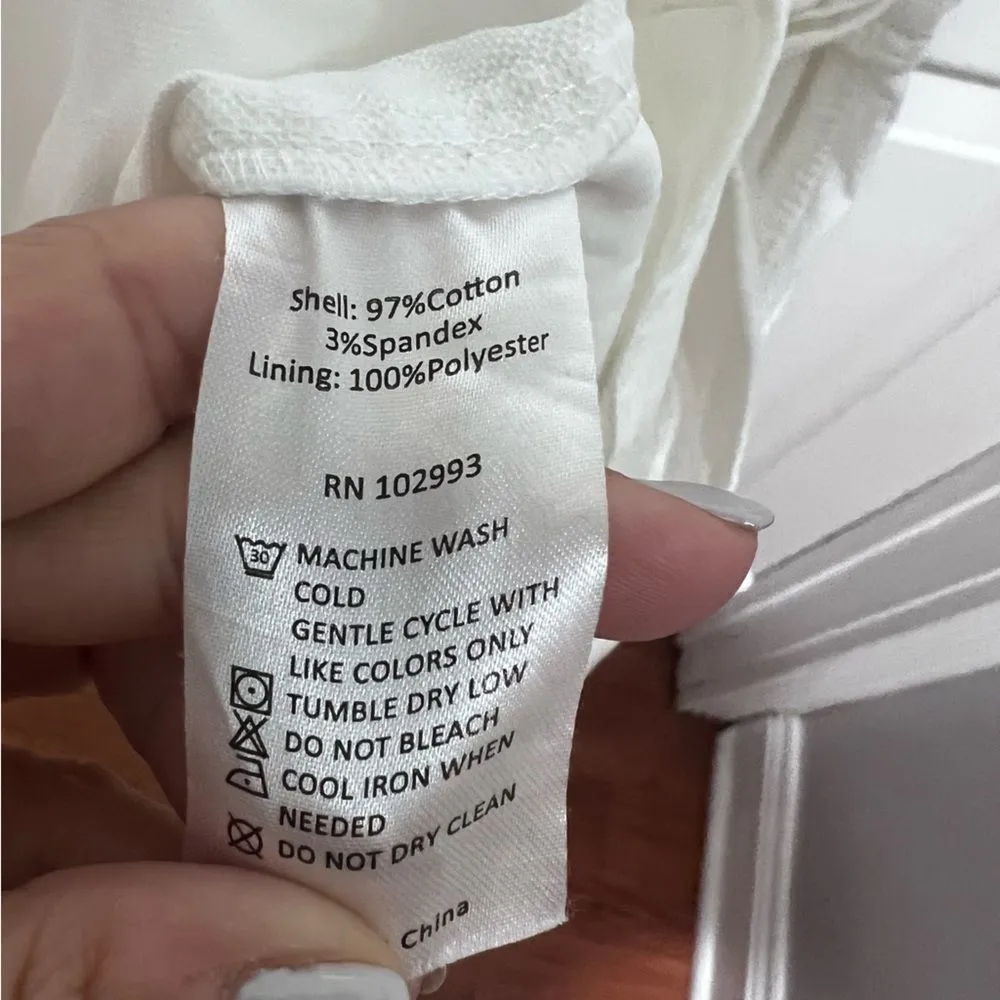 Shell: 97%Cotton
3%Spandex
Lining: 100%Polyester
RN 102993
30 MACHINE WASH
COLD
GENTLE CYCLE WITH
LIKE COLORS ONLY
TUMBLE DRY LOW
DO NOT BLEACH
COOL IRON WHEN
NEEDED
DO NOT DRY CLEAN
China